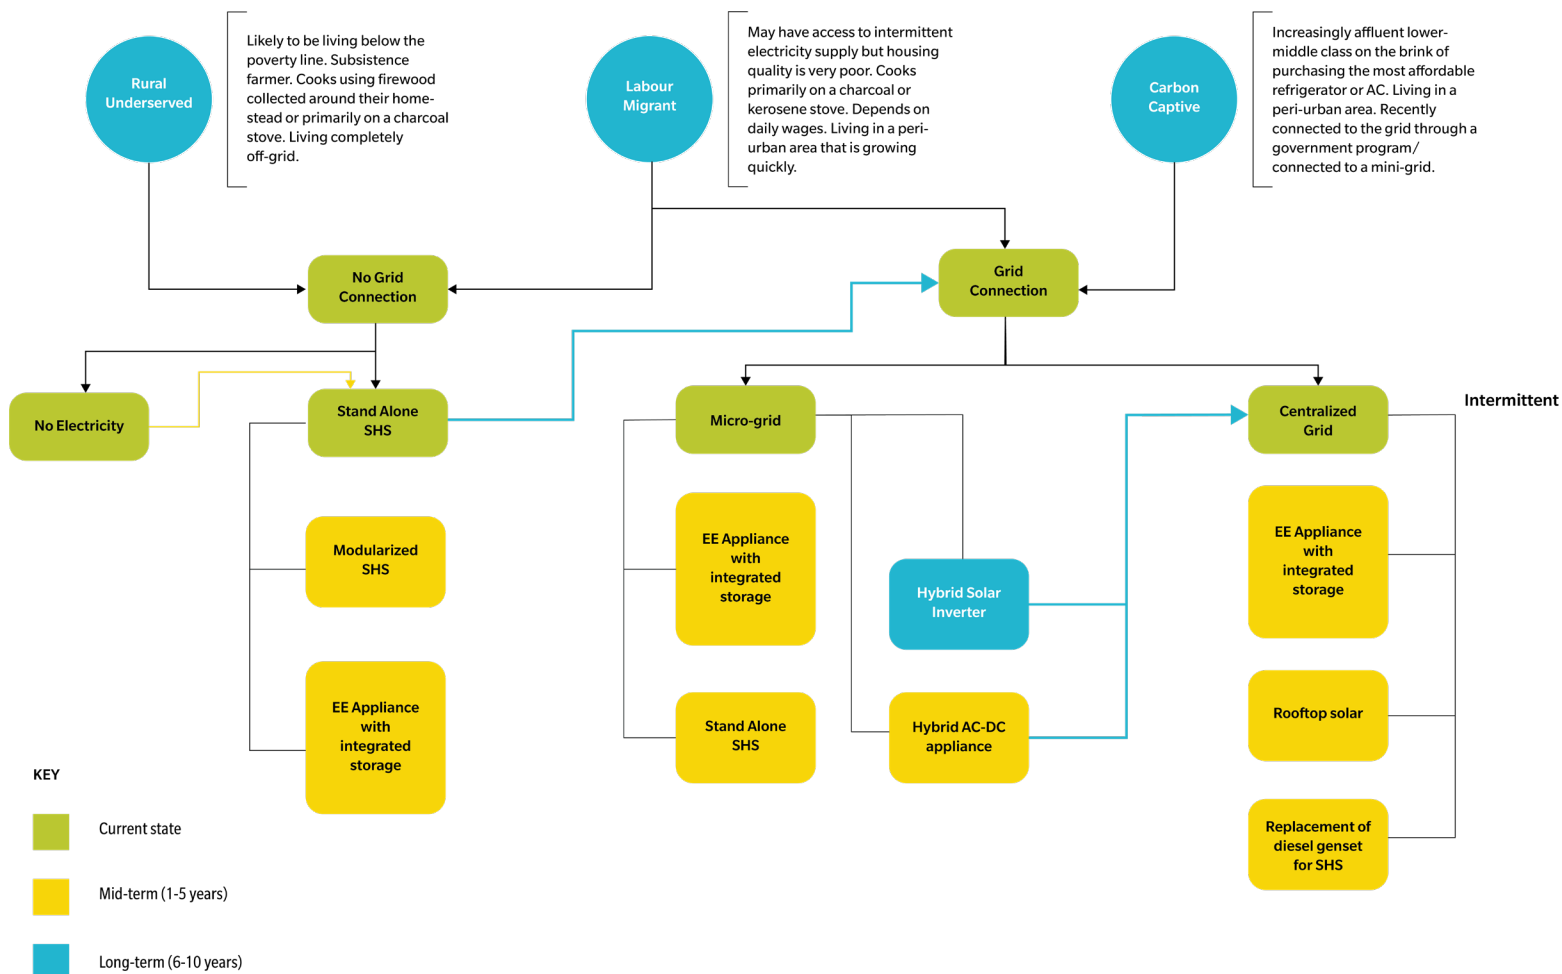 Rural
Underserved
Likely to be living below the
poverty line. Subsistence
farmer. Cooks using firewood
collected around their home-
stead or primarily on a charcoal
stove. Living completely
off-grid.
Labour
Migrant
May have access to intermittent
electricity supply but housing
quality is very poor. Cooks
primarily on a charcoal or
kerosene stove. Depends on
daily wages. Living in a peri-
urban area that is growing
quickly.
Carbon
Captive
Increasingly affluent lower-
middle class on the brink of
purchasing the most affordable
refrigerator or AC. Living in a
peri-urban area. Recently
connected to the grid through a
government program/
connected to a mini-grid.
No Grid
Connection
Grid
Connection
No Electricity
Stand Alone
SHS
Micro-grid
Centralized
Grid
Intermittent
Modularized
SHS
EE Appliance
with
integrated
storage
EE Appliance
with
integrated
storage
Stand Alone
SHS
Hybrid Solar
Inverter
Hybrid AC-DC
appliance
EE Appliance
with
integrated
storage
Rooftop solar
Replacement of
diesel genset
for SHS
KEY
Current state
Mid-term (1-5 years)
Long-term (6-10 years)